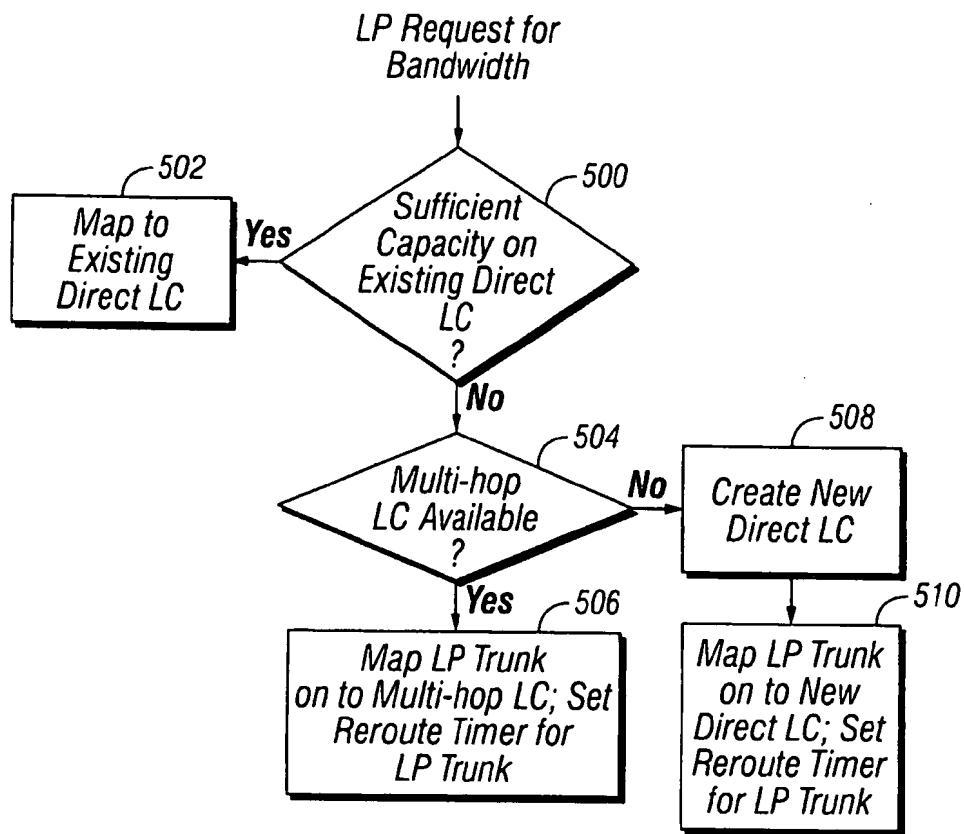 LP Request for
Bandwidth
502
500
Map to
Existing
Direct LC
Yes
Sufficient
Capacity on
Existing Direct
LC
?
No
504
508
Multi-hop
LC Available
?
No
Create New
Direct LC
Yes
506
510
Map LP Trunk
on to Multi-hop LC; Set
Reroute Timer for
LP Trunk
Map LP Trunk
on to New
Direct LC; Set
Reroute Timer
for LP Trunk